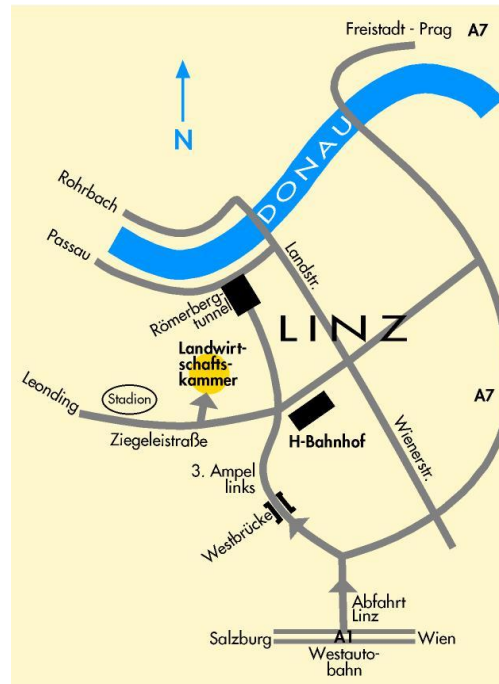 Freistadt - Prag A7
N
DONAU
Rohrbach
Passau
Landstr.
Römerberg-
tunnel
LINZ
Landwirt-
schafts-
kammer
Leonding
Stadion
Ziegeleistraße
A7
H-Bahnhof
Wienerstr.
3. Ampel
links
Westbrücke
Abfahrt
Linz
Salzburg A1 Wien
Westauto-
bahn